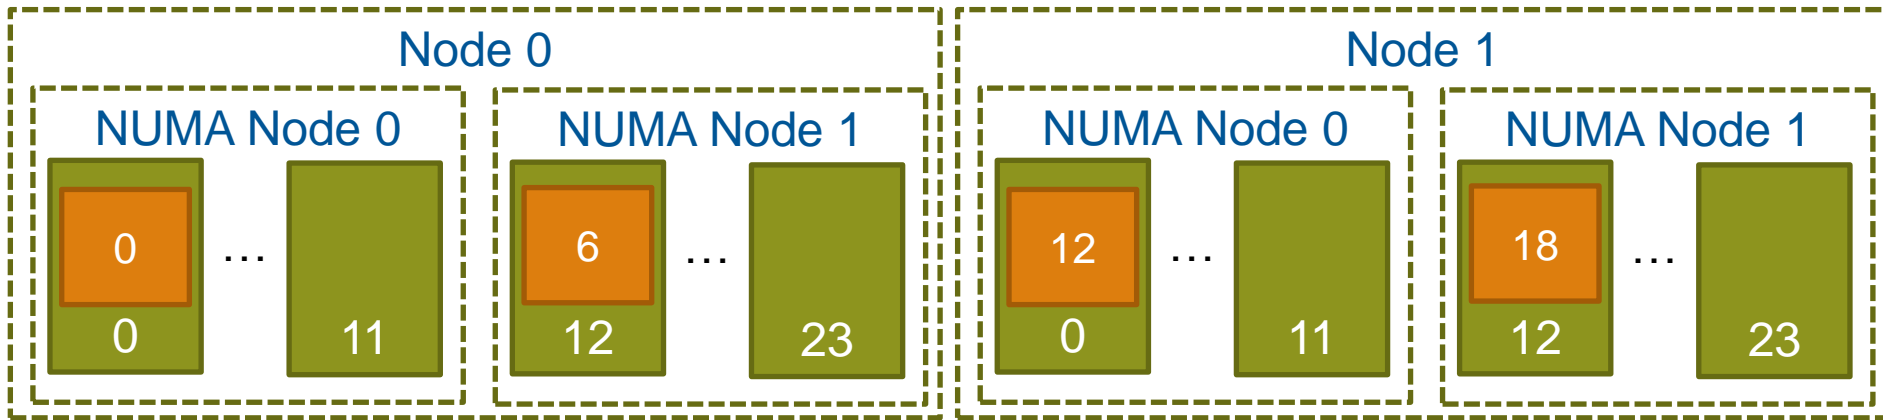 Node 0
Node 1
NUMA Node 0
NUMA Node 1
NUMA Node 0
NUMA Node 1
0 ... 6 ... 12 ... 18 ...
0 11 12 23 0 11 12 23